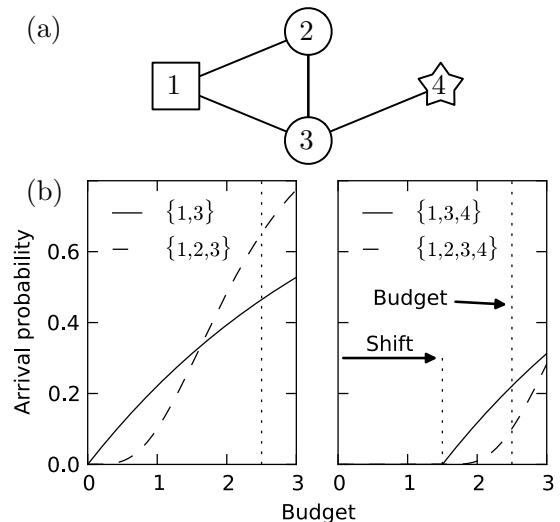 (a)
2
1
4
3
(b)
{1,3}
{1,2,3}
{1,3,4}
{1,2,3,4}
Arrival probability
0.6
0.4
0.2
0.0
Budget
Shift
0 1 2 3
0 1 2 3
Budget